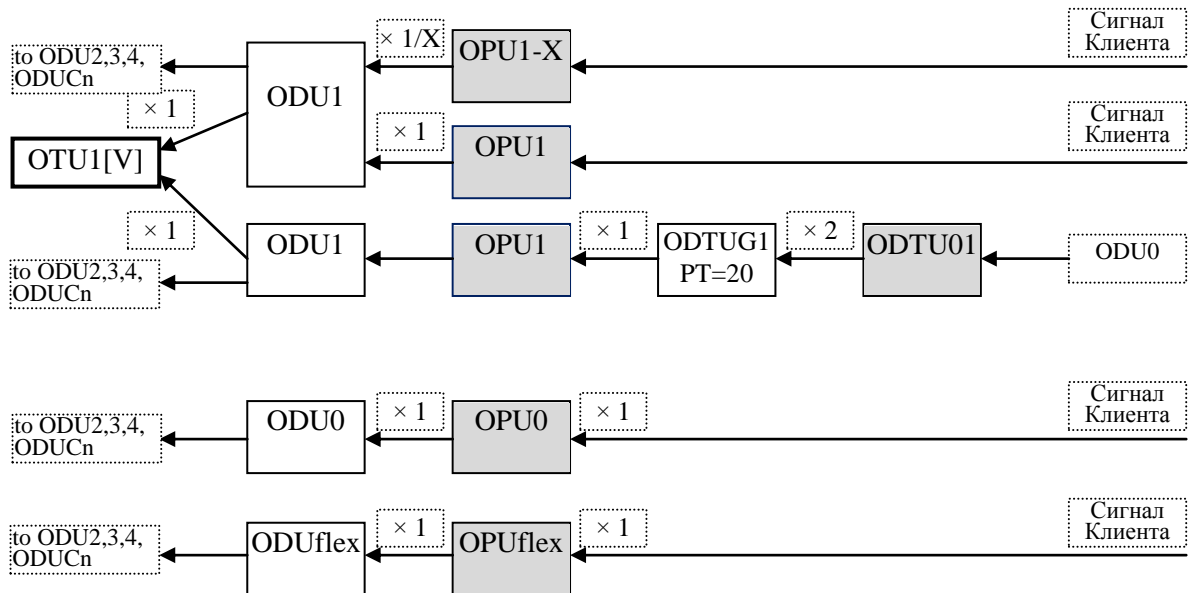 × 1/X
OPU1-X
Сигнал
Клиента
to ODU2,3,4,
ODUCn
ODU1
× 1
× 1
OPU1
Сигнал
Клиента
OTU1[V]
× 1
ODU1
OPU1
× 1
ODTUG1
PT=20
× 2
ODTU01
ODU0
to ODU2,3,4,
ODUCn
to ODU2,3,4,
ODUCn
ODU0
× 1
OPU0
× 1
Сигнал
Клиента
to ODU2,3,4,
ODUCn
ODUflex
× 1
OPUflex
× 1
Сигнал
Клиента